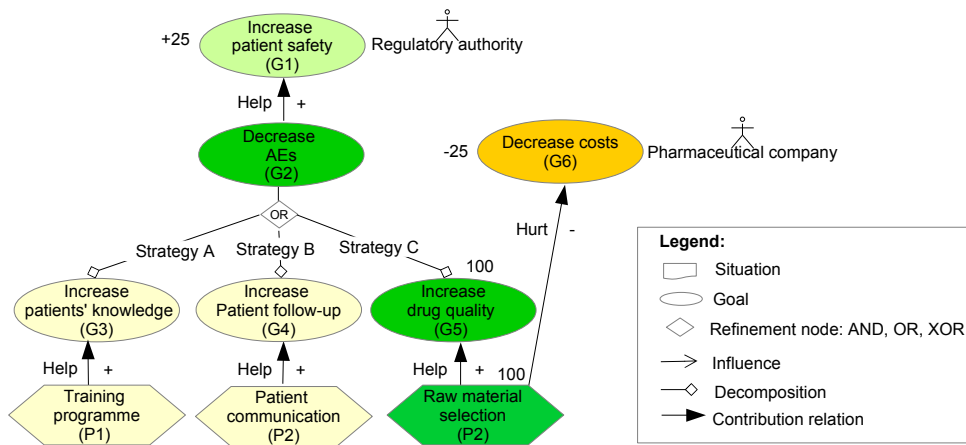 Increase
patient safety
(G1)
+25
Regulatory authority
Help +
Decrease
AEs
(G2)
-25
Decrease costs
(G6)
Pharmaceutical company
OR
Strategy A
Strategy B
Strategy C
Hurt -
100
Increase
patients' knowledge
(G3)
Increase
Patient follow-up
(G4)
Increase
drug quality
(G5)
Help +
Help +
Help +
100
Training
programme
(P1)
Patient
communication
(P2)
Raw material
selection
(P2)
Legend:
Situation
Goal
Refinement node: AND, OR, XOR
Influence
Decomposition
Contribution relation